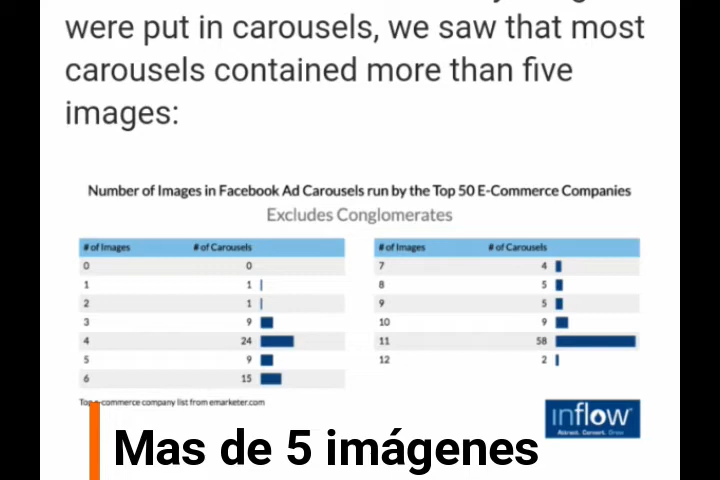 were put in carousels, we saw that most
carousels contained more than five
images:
Number of Images in Facebook Ad Carousels run by the Top 50 E-Commerce Companies
Excludes Conglomerates
# of Images # of Carousels
0 0
1 1
2 1
3 9
4 24
5 9
6 15
# of Images # of Carousels
7 4
8 5
9 5
10 9
11 58
12 2
commerce company list from emarketer.com
inflow
Attract. Convert. Grow
Mas de 5 imágenes